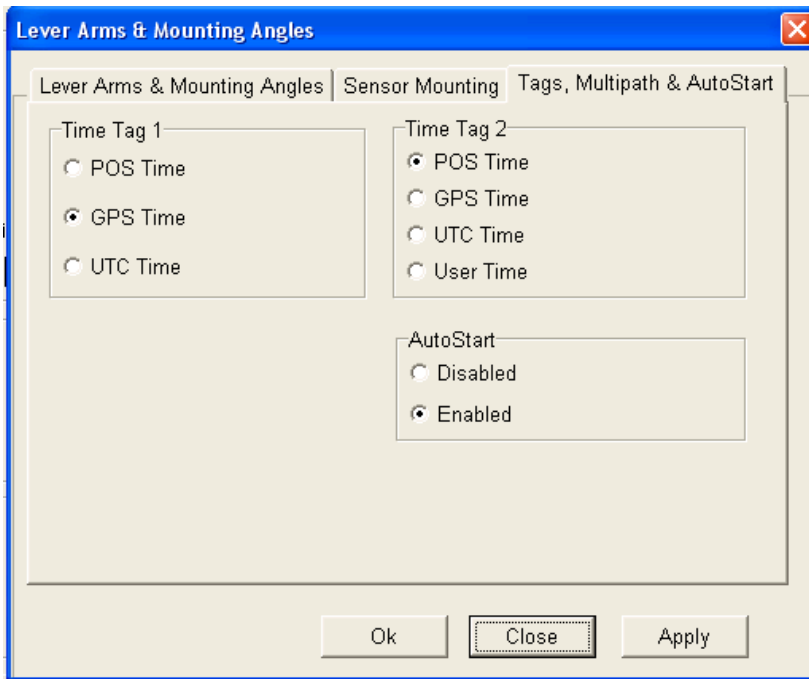 Lever Arms & Mounting Angles
Lever Arms & Mounting Angles Sensor Mounting Tags, Multipath & AutoStart
Time Tag 1
POS Time
GPS Time
UTC Time
Time Tag 2
POS Time
GPS Time
UTC Time
User Time
AutoStart
Disabled
Enabled
Ok Close Apply